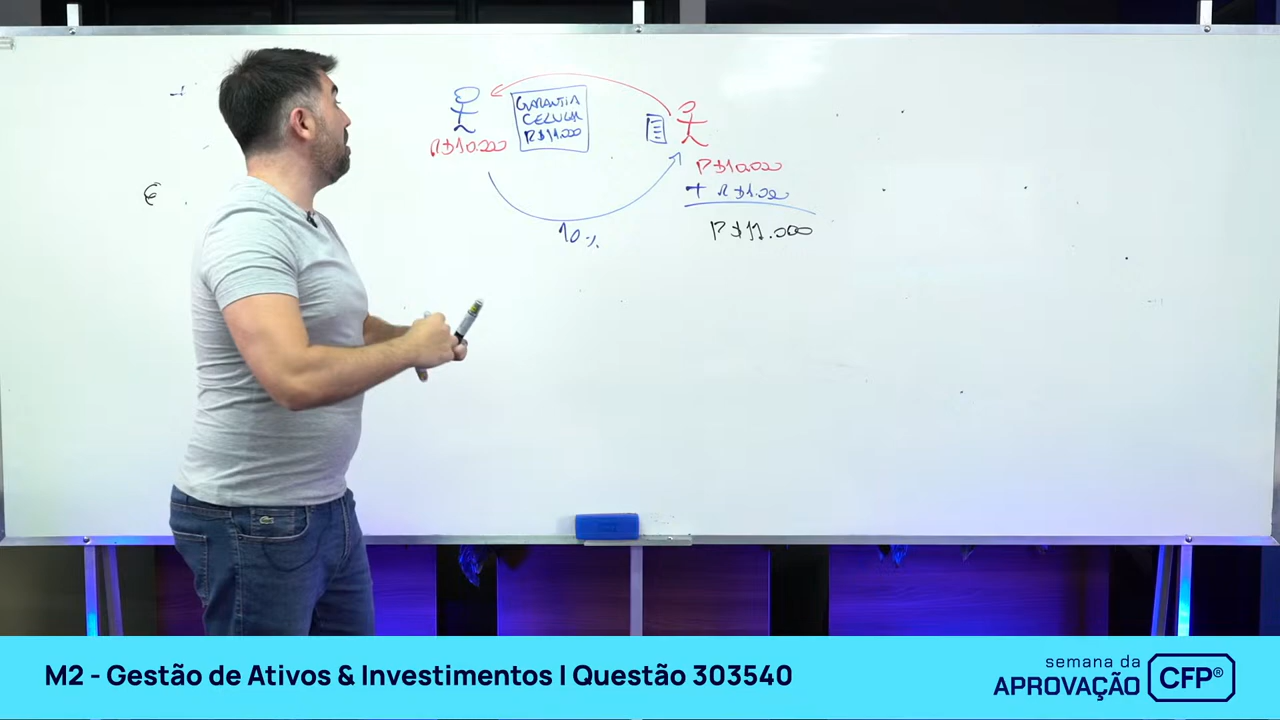 GARANTIA
CELULAR
R$11.000
R$10.000
R$10.000
+ R$1.000
R$11.000
10%
€
M2 - Gestão de Ativos & Investimentos | Questão 303540
semana da
APROVAÇÃO
CFP®